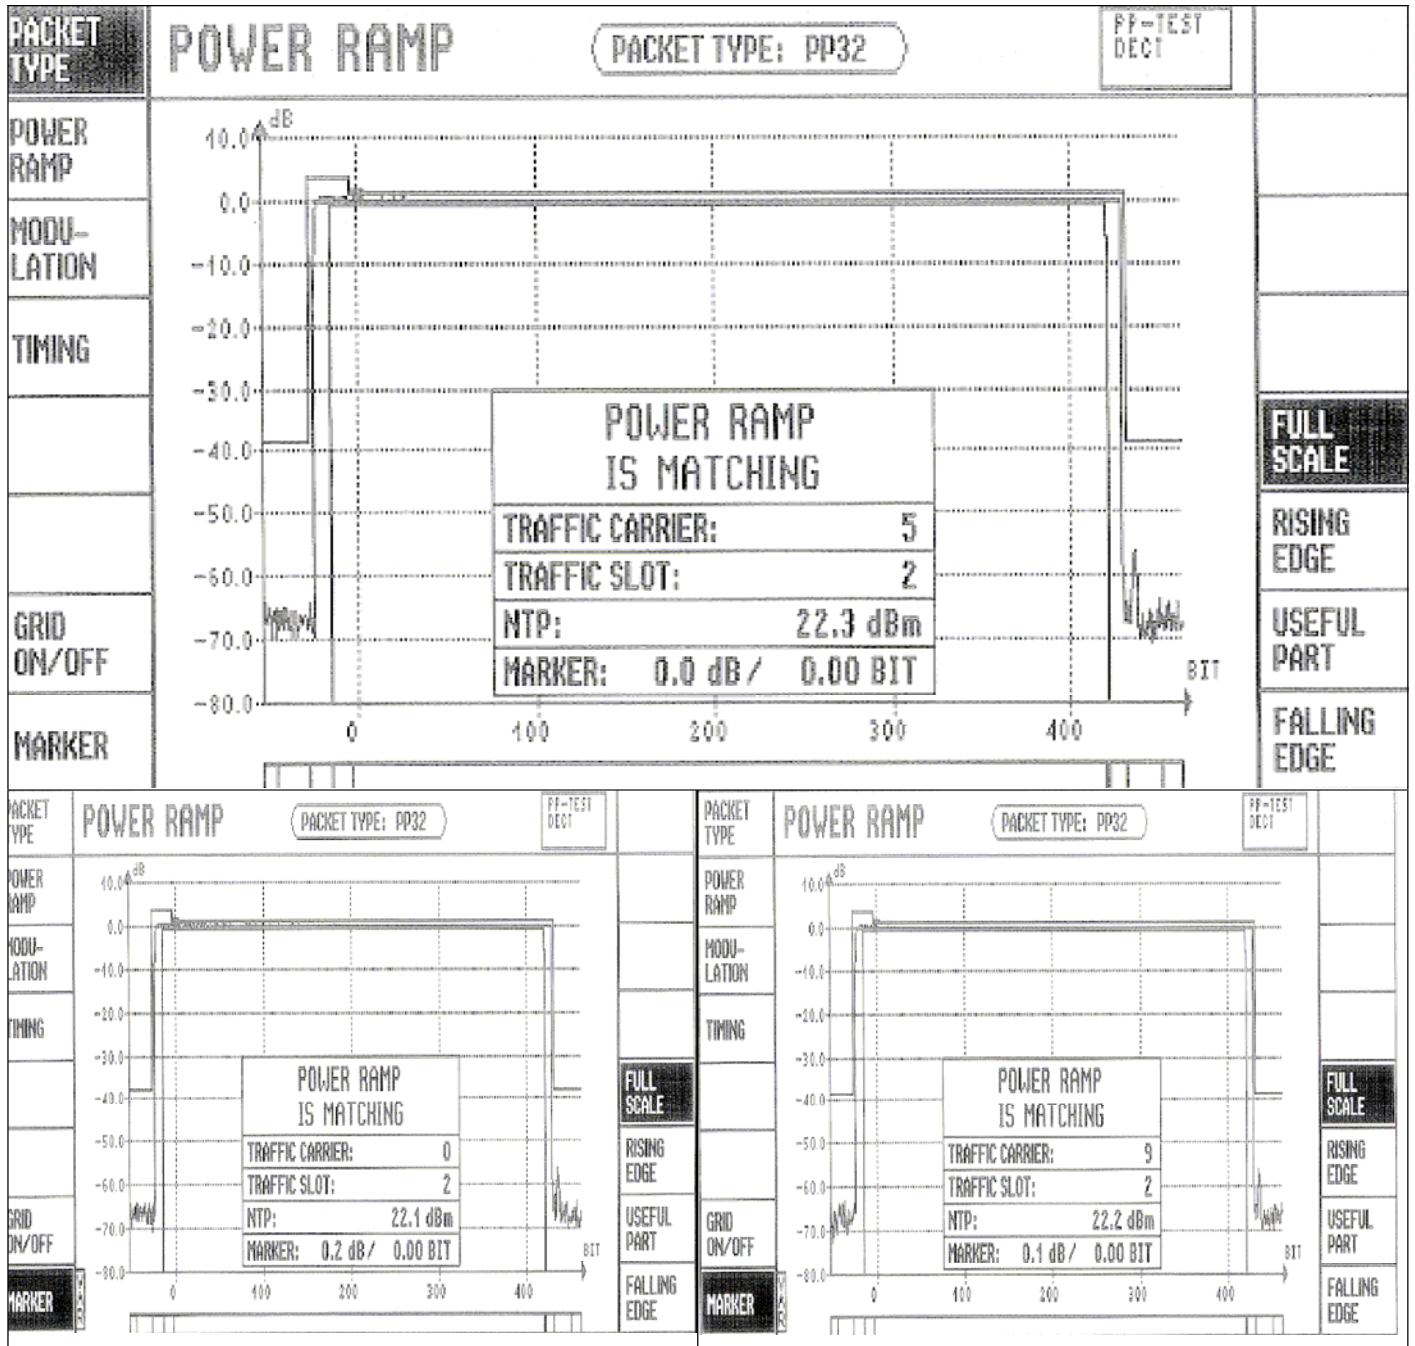 PACKET
TYPE
POWER RAMP
PACKET TYPE: PP32
PP-TEST
DECT
POWER
RAMP
MODU-
LATION
TIMING
GRID
ON/OFF
MARKER
dB
10.0
0.0
-10.0
-20.0
-30.0
-40.0
-50.0
-60.0
-70.0
-80.0
POWER RAMP
IS MATCHING
TRAFFIC CARRIER: 5
TRAFFIC SLOT: 2
NTP: 22.3 dBm
MARKER: 0.0 dB / 0.00 BIT
BIT
0 100 200 300 400
FULL
SCALE
RISING
EDGE
USEFUL
PART
FALLING
EDGE
PACKET
TYPE
POWER RAMP
PACKET TYPE: PP32
PP-TEST
DECT
POWER
RAMP
MODU-
LATION
TIMING
GRID
ON/OFF
MARKER
dB
10.0
0.0
-10.0
-20.0
-30.0
-40.0
-50.0
-60.0
-70.0
-80.0
POWER RAMP
IS MATCHING
TRAFFIC CARRIER: 0
TRAFFIC SLOT: 2
NTP: 22.1 dBm
MARKER: 0.2 dB / 0.00 BIT
BIT
0 100 200 300 400
FULL
SCALE
RISING
EDGE
USEFUL
PART
FALLING
EDGE
PACKET
TYPE
POWER RAMP
PACKET TYPE: PP32
PP-TEST
DECT
POWER
RAMP
MODU-
LATION
TIMING
GRID
ON/OFF
MARKER
dB
10.0
0.0
-10.0
-20.0
-30.0
-40.0
-50.0
-60.0
-70.0
-80.0
POWER RAMP
IS MATCHING
TRAFFIC CARRIER: 9
TRAFFIC SLOT: 2
NTP: 22.2 dBm
MARKER: 0.1 dB / 0.00 BIT
BIT
0 100 200 300 400
FULL
SCALE
RISING
EDGE
USEFUL
PART
FALLING
EDGE